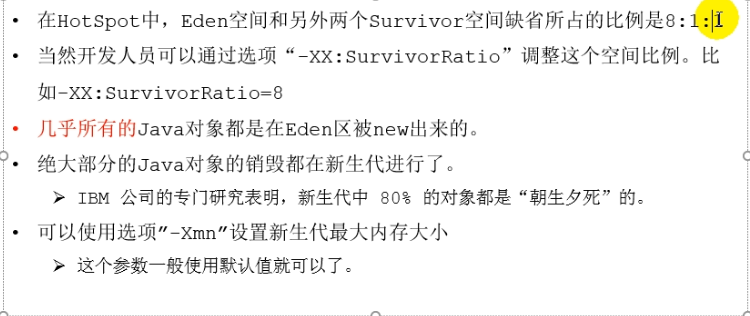 • 在HotSpot中，Eden空间和另外两个Survivor空间缺省所占的比例是8:1:1
• 当然开发人员可以通过选项“-XX:SurvivorRatio”调整这个空间比例。比
如-XX:SurvivorRatio=8
• 几乎所有的Java对象都是在Eden区被new出来的。
• 绝大部分的Java对象的销毁都在新生代进行了。
➢ IBM 公司的专门研究表明，新生代中 80% 的对象都是“朝生夕死”的。
• 可以使用选项"-Xmn"设置新生代最大内存大小
➢ 这个参数一般使用默认值就可以了。